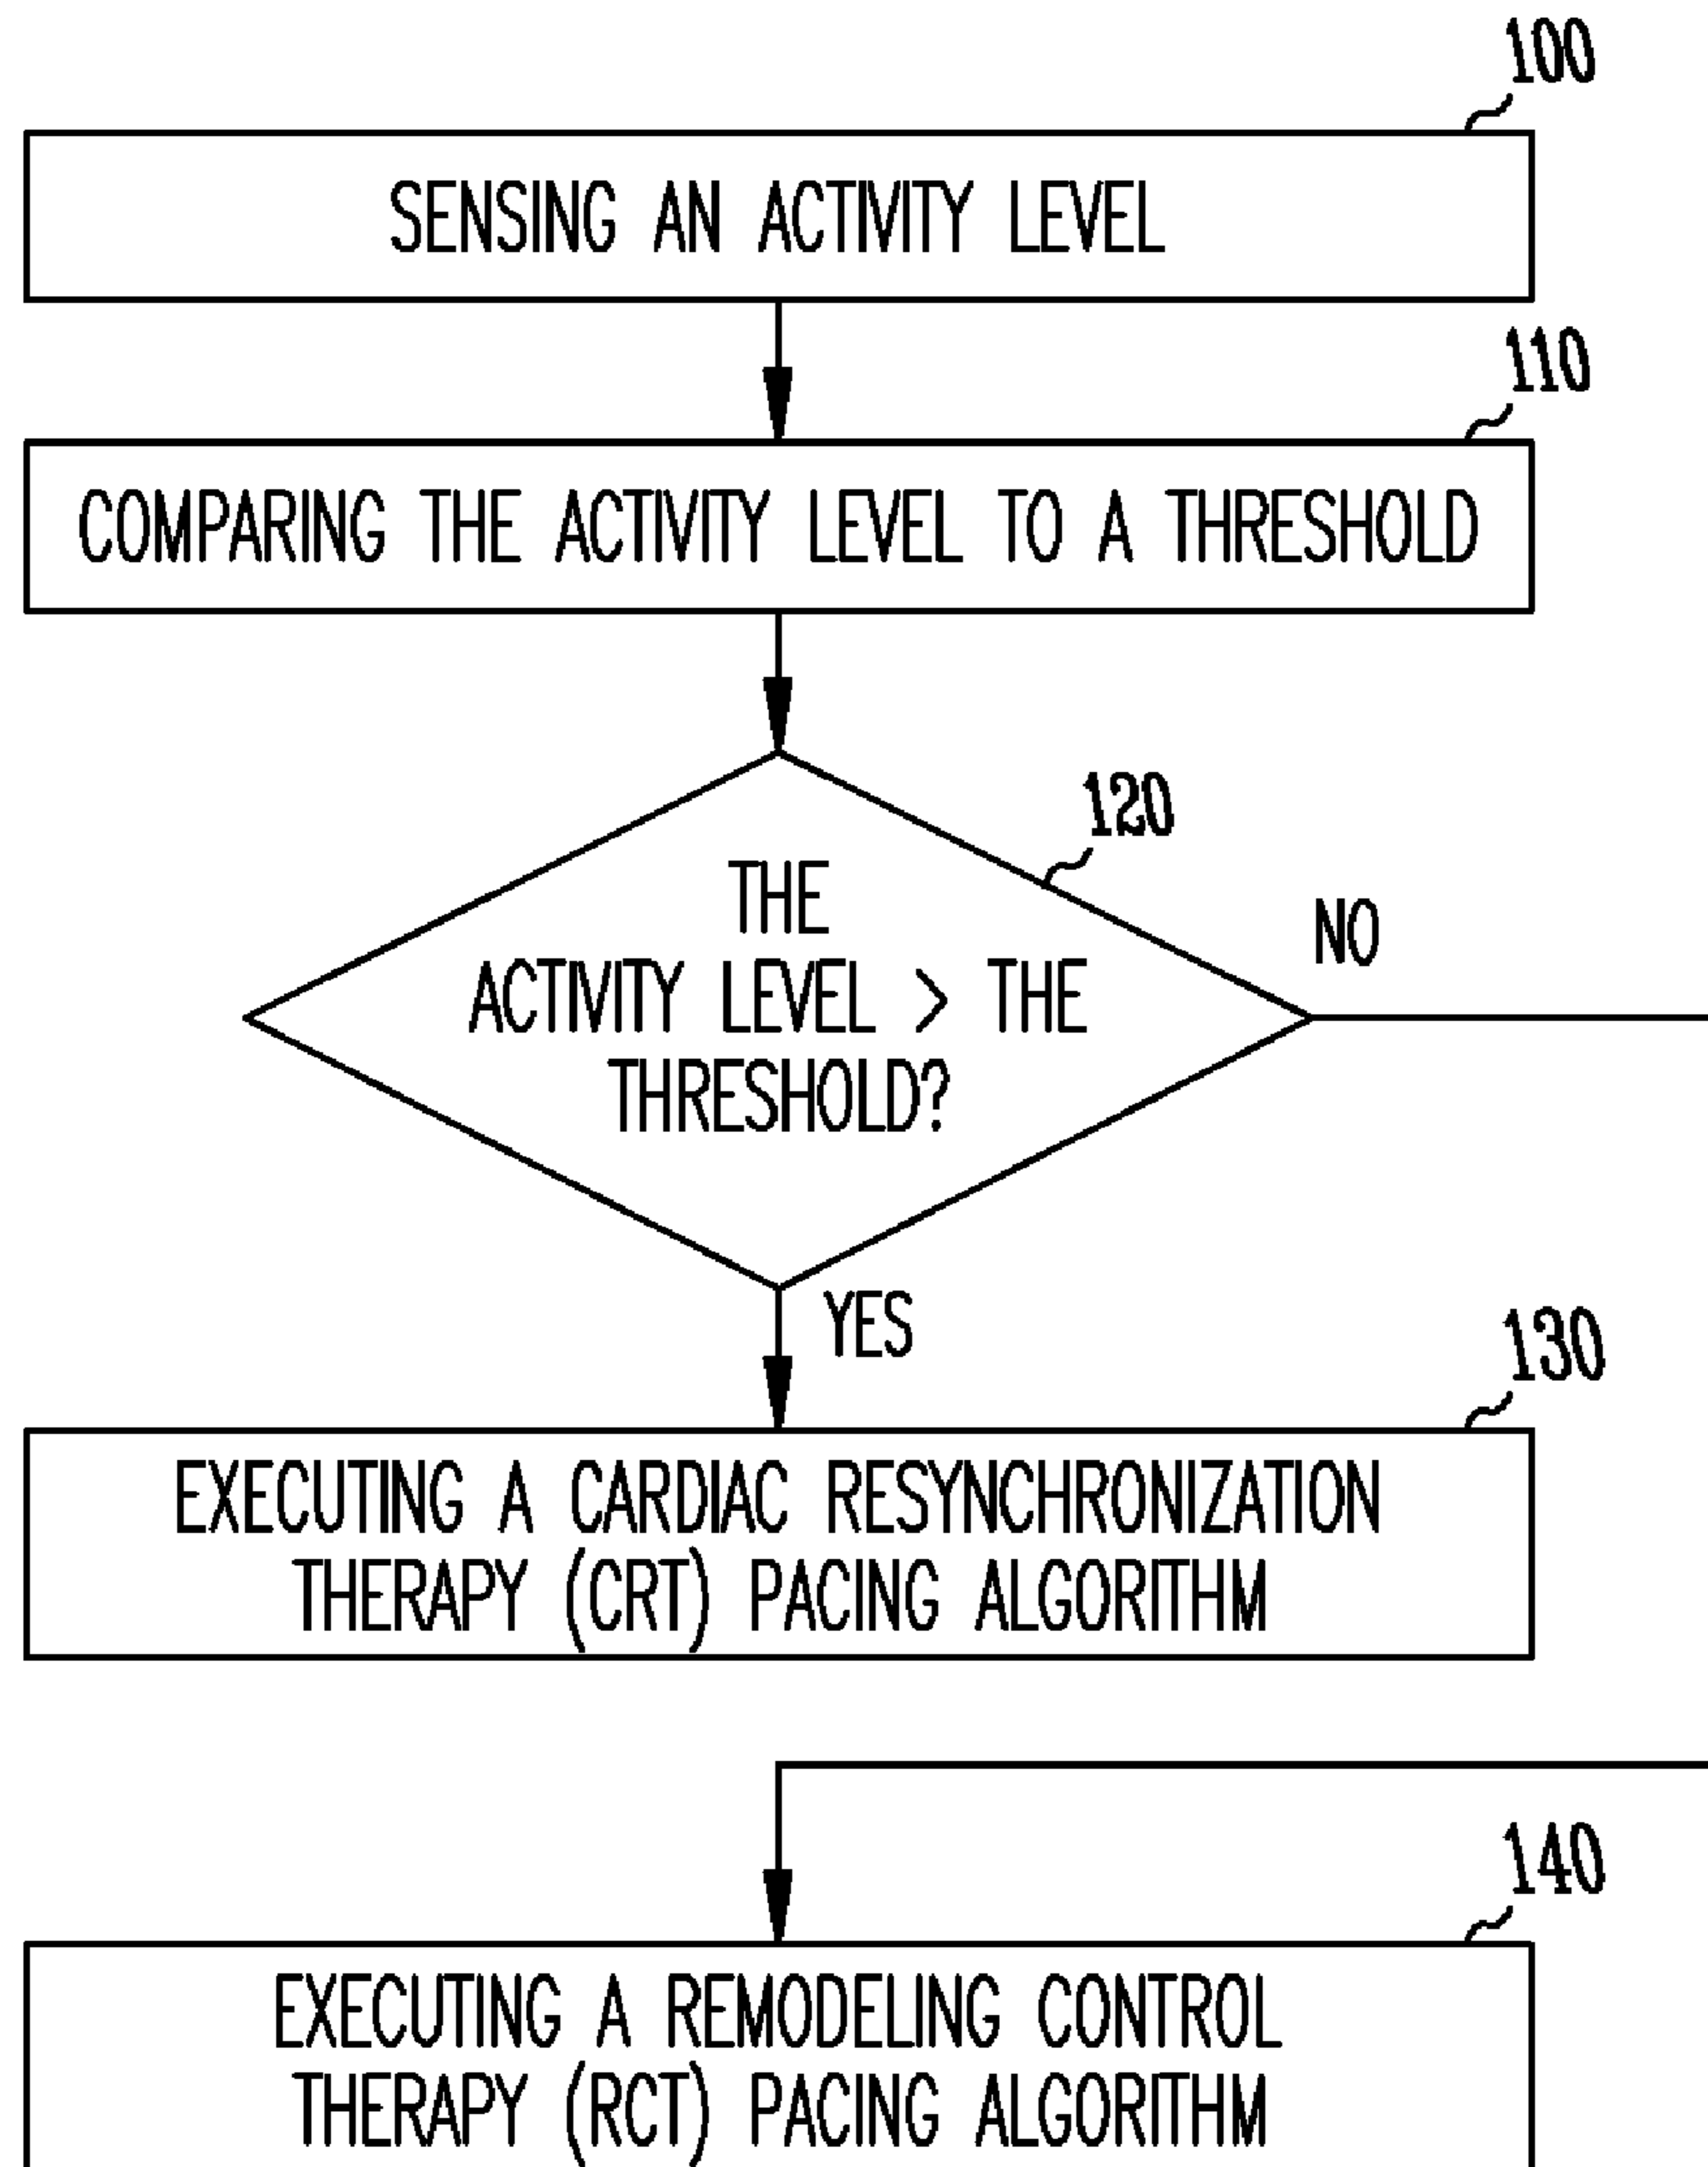 100
SENSING AN ACTIVITY LEVEL
110
COMPARING THE ACTIVITY LEVEL TO A THRESHOLD
120
THE
ACTIVITY LEVEL > THE
THRESHOLD?
NO
YES
130
EXECUTING A CARDIAC RESYNCHRONIZATION
THERAPY (CRT) PACING ALGORITHM
140
EXECUTING A REMODELING CONTROL
THERAPY (RCT) PACING ALGORITHM